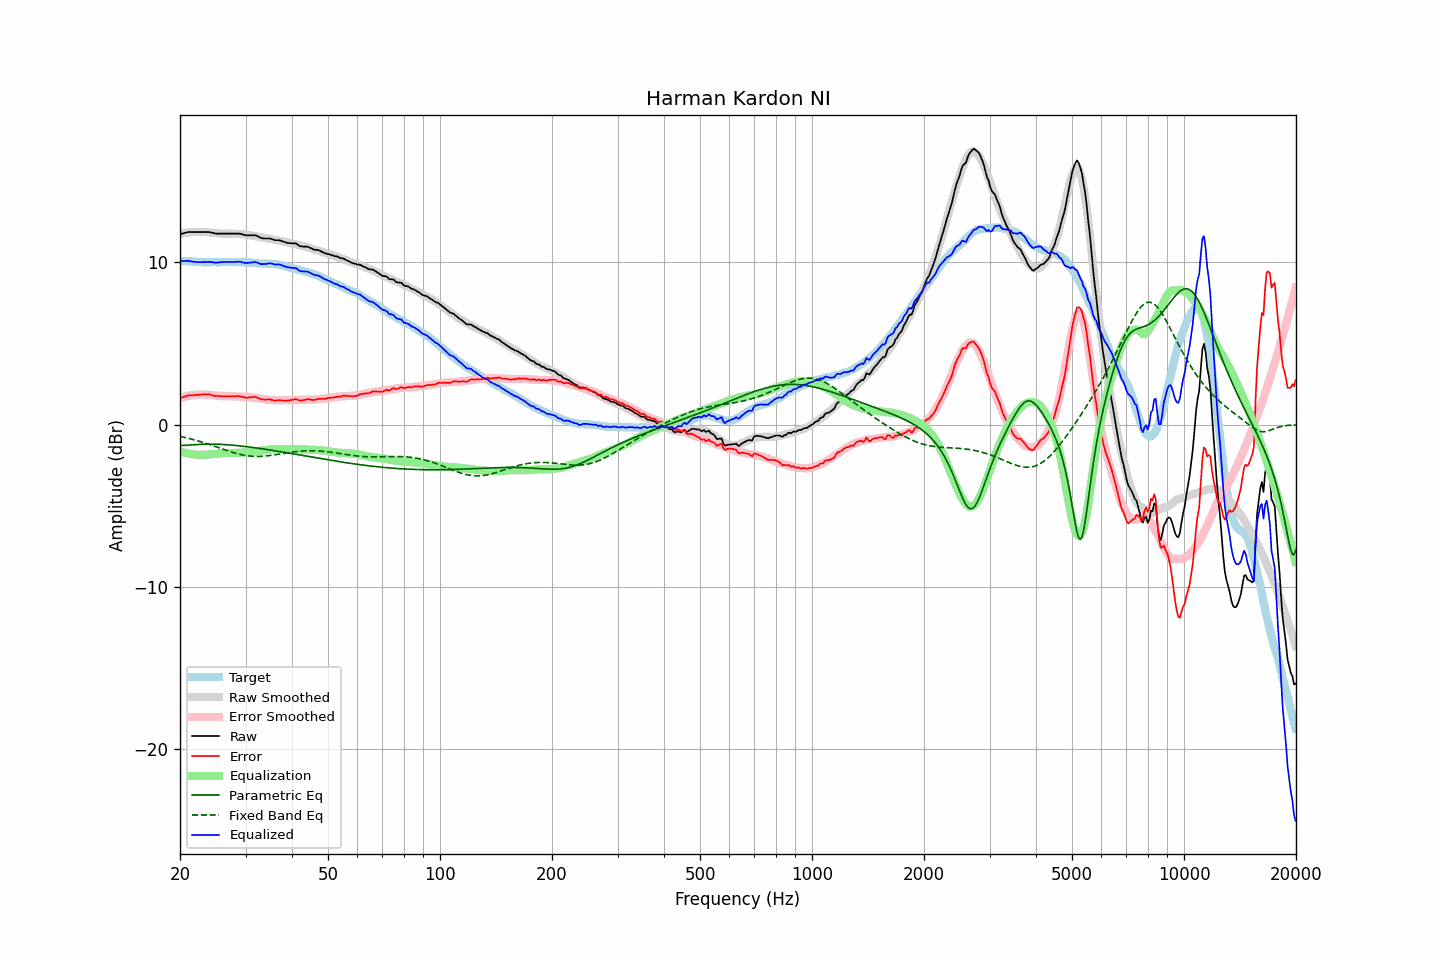 Harman Kardon NI
Amplitude (dBr)
10
0
−10
−20
Target
Raw Smoothed
Error Smoothed
Raw
Error
Equalization
Parametric Eq
Fixed Band Eq
Equalized
20 50 100 200 500 1000 2000 5000 10000 20000
Frequency (Hz)